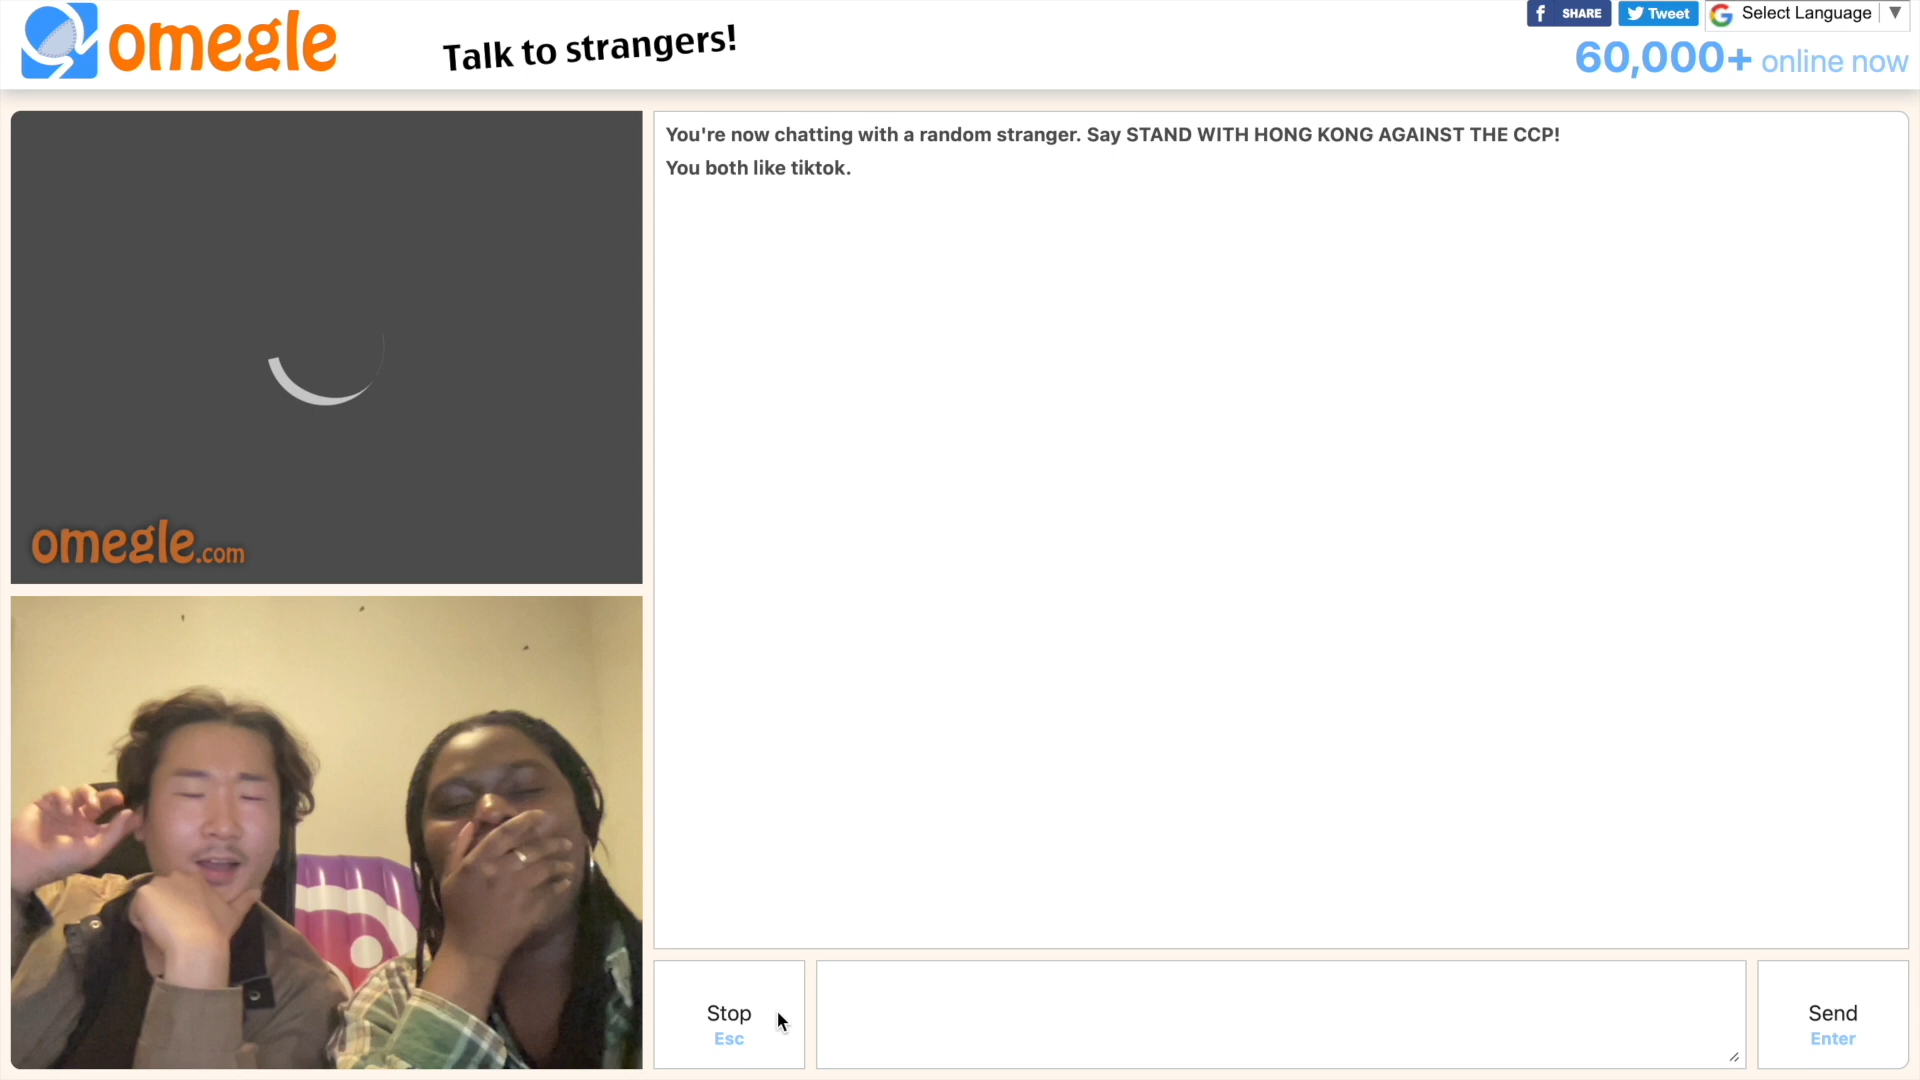 omegle
Talk to strangers!
f SHARE
Tweet
G Select Language ▼
60,000+ online now
You're now chatting with a random stranger. Say STAND WITH HONG KONG AGAINST THE CCP!
You both like tiktok.
omegle.com
Stop
Esc
Send
Enter